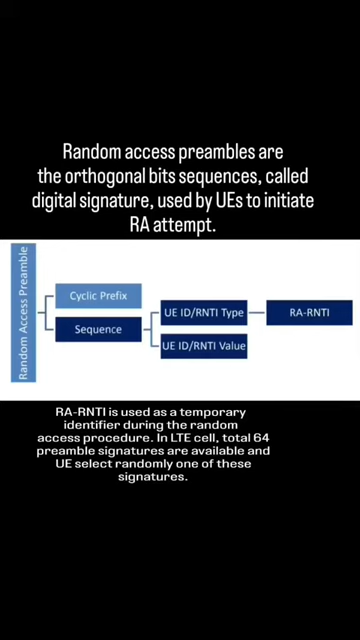 Random access preambles are
the orthogonal bits sequences, called
digital signature, used by UEs to initiate
RA attempt.
Random Access Preamble
Cyclic Prefix
Sequence
UE ID/RNTI Type
RA-RNTI
UE ID/RNTI Value
RA-RNTI is used as a temporary
identifier during the random
access procedure. In LTE cell, total 64
preamble signatures are available and
UE select randomly one of these
signatures.